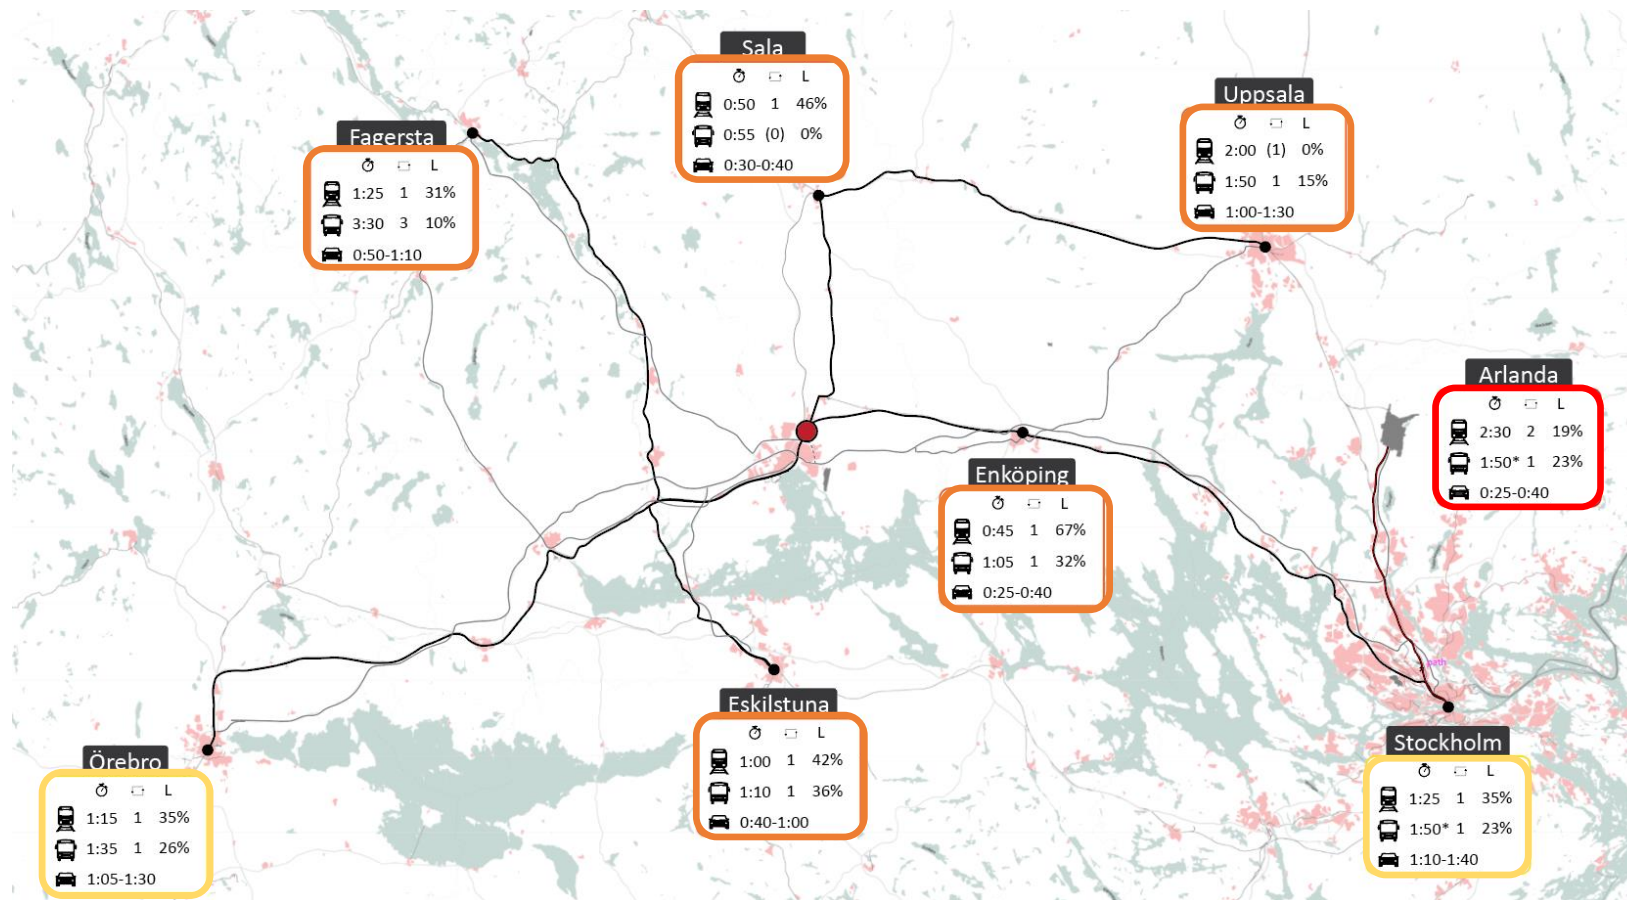 Sala
L
0:50 1 46%
0:55 (0) 0%
0:30-0:40
Uppsala
L
2:00 (1) 0%
1:50 1 15%
1:00-1:30
Fagersta
L
1:25 1 31%
3:30 3 10%
0:50-1:10
Arlanda
L
2:30 2 19%
1:50* 1 23%
0:25-0:40
Enköping
L
0:45 1 67%
1:05 1 32%
0:25-0:40
Eskilstuna
L
1:00 1 42%
1:10 1 36%
0:40-1:00
Örebro
L
1:15 1 35%
1:35 1 26%
1:05-1:30
Stockholm
L
1:25 1 35%
1:50* 1 23%
1:10-1:40